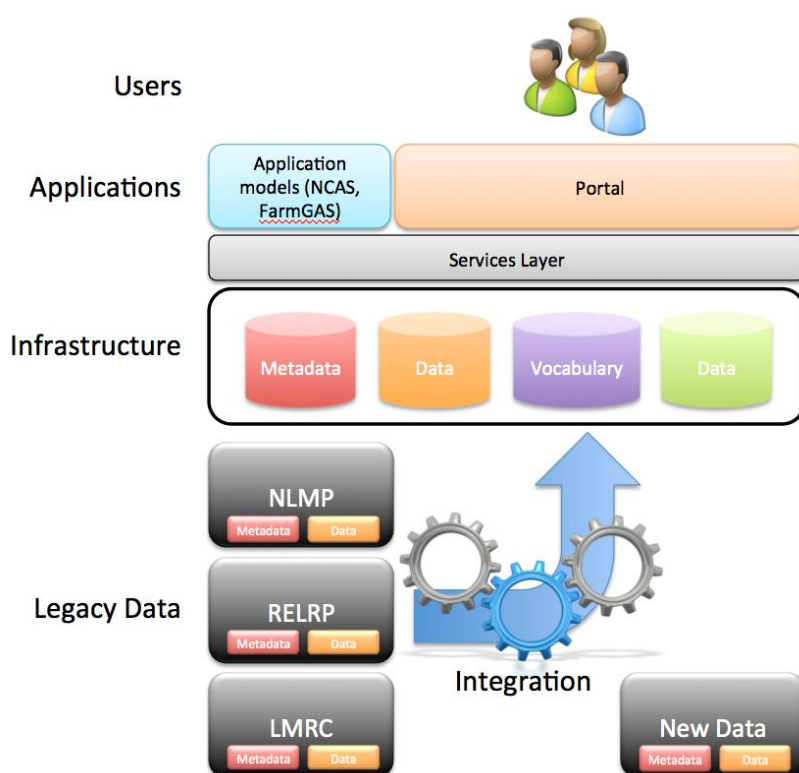 Users
Applications
Application
models (NCAS,
FarmGAS)
Portal
Services Layer
Infrastructure
Metadata
Data
Vocabulary
Data
Legacy Data
NLMP
Metadata
Data
RELRP
Metadata
Data
LMRC
Metadata
Data
Integration
New Data
Metadata
Data